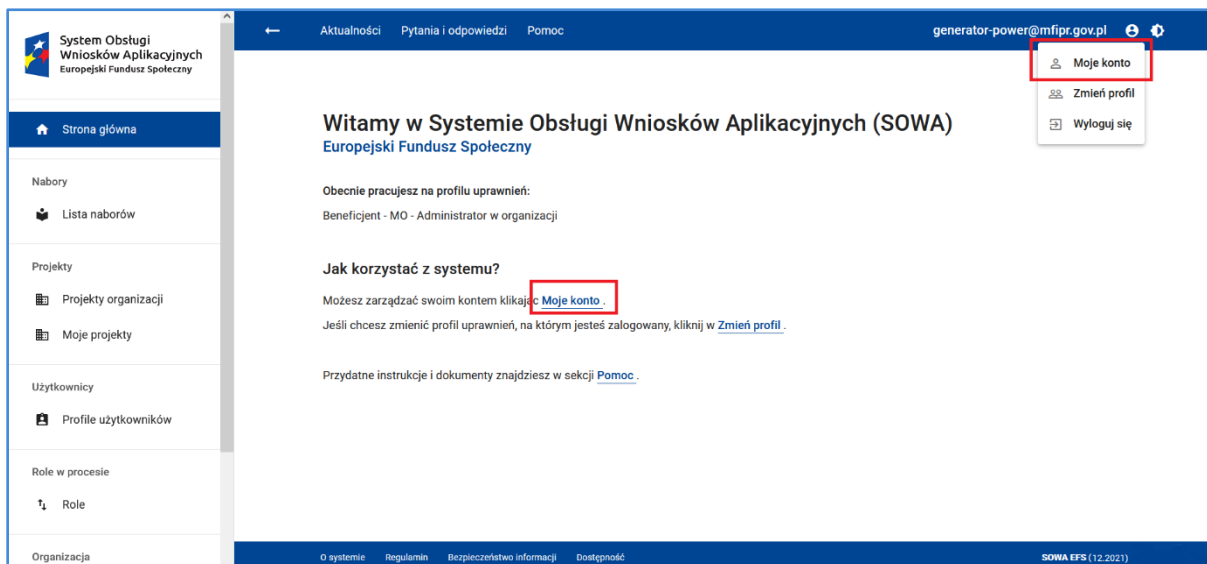 System Obsługi
Wniosków Aplikacyjnych
Europejski Fundusz Społeczny
Strona główna
Nabory
Lista naborów
Projekty
Projekty organizacji
Moje projekty
Użytkownicy
Profile użytkowników
Role w procesie
Role
Organizacja
Aktualności Pytania i odpowiedzi Pomoc generator-power@mfipr.gov.pl
Moje konto
Zmień profil
Wyloguj się
Witamy w Systemie Obsługi Wniosków Aplikacyjnych (SOWA)
Europejski Fundusz Społeczny
Obecnie pracujesz na profilu uprawnień:
Beneficjent - MO - Administrator w organizacji
Jak korzystać z systemu?
Możesz zarządzać swoim kontem klikając Moje konto .
Jeśli chcesz zmienić profil uprawnień, na którym jesteś zalogowany, kliknij w Zmień profil .
Przydatne instrukcje i dokumenty znajdziesz w sekcji Pomoc .
O systemie Regulamin Bezpieczeństwo informacji Dostępność SOWA EFS (12.2021)